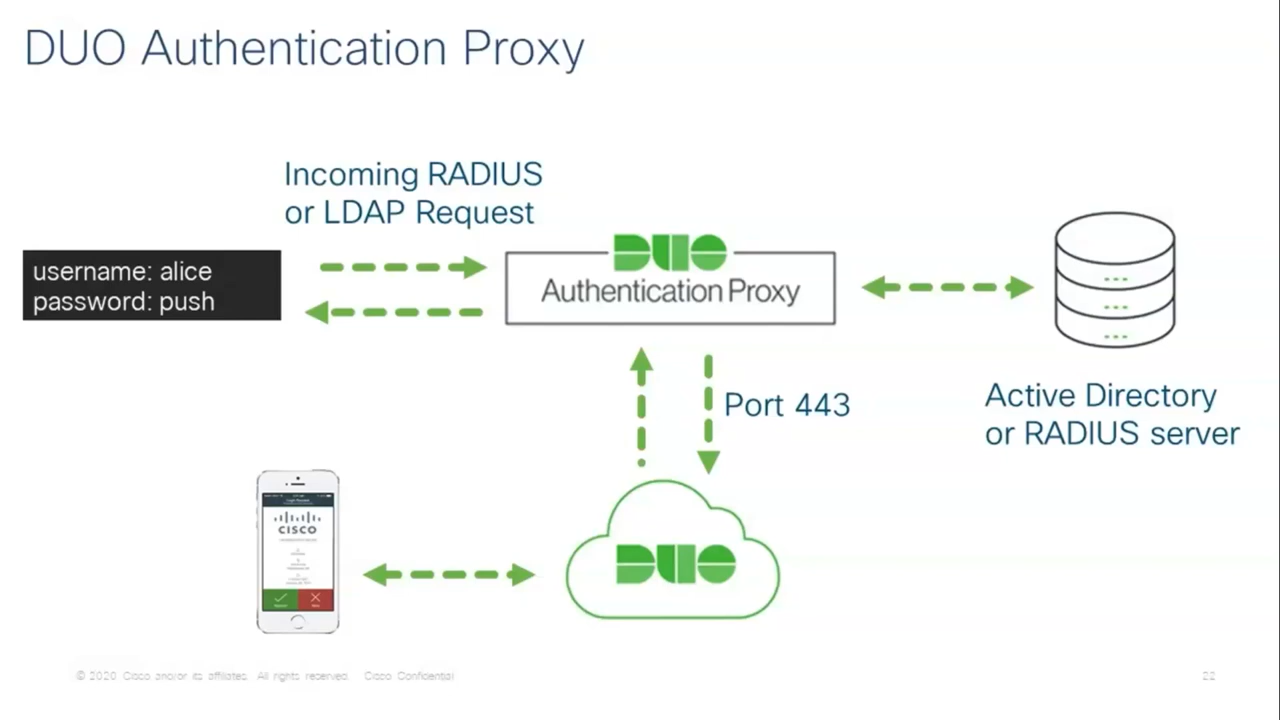 DUO Authentication Proxy
Incoming RADIUS
or LDAP Request
username: alice
password: push
DUO
Authentication Proxy
Port 443
Active Directory
or RADIUS server
CISCO
DUO
© 2020 Cisco and/or its affiliates. All rights reserved. Cisco Confidential
22